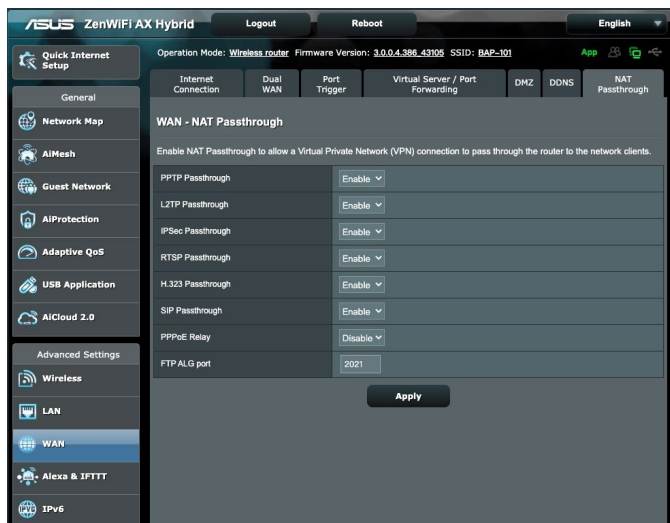 ASUS ZenWiFi AX Hybrid Logout Reboot English
Quick Internet Setup
Operation Mode: Wireless router Firmware Version: 3.0.0.4.386_43105 SSID: BAP-101 App
Internet Connection Dual WAN Port Trigger Virtual Server / Port Forwarding DMZ DDNS NAT Passthrough
General
Network Map
AiMesh
Guest Network
AiProtection
Adaptive QoS
USB Application
AiCloud 2.0
Advanced Settings
Wireless
LAN
WAN
Alexa & IFTTT
IPv6
WAN - NAT Passthrough
Enable NAT Passthrough to allow a Virtual Private Network (VPN) connection to pass through the router to the network clients.
PPTP Passthrough Enable
L2TP Passthrough Enable
IPSec Passthrough Enable
RTSP Passthrough Enable
H.323 Passthrough Enable
SIP Passthrough Enable
PPPoE Relay Disable
FTP ALG port 2021
Apply